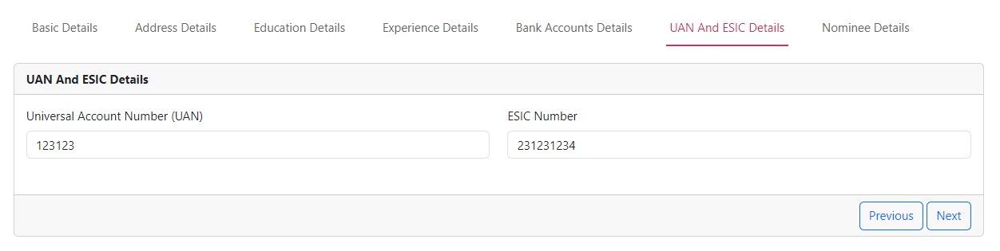 Basic Details Address Details Education Details Experience Details Bank Accounts Details UAN And ESIC Details Nominee Details
UAN And ESIC Details
Universal Account Number (UAN) ESIC Number
123123 231231234
Previous Next